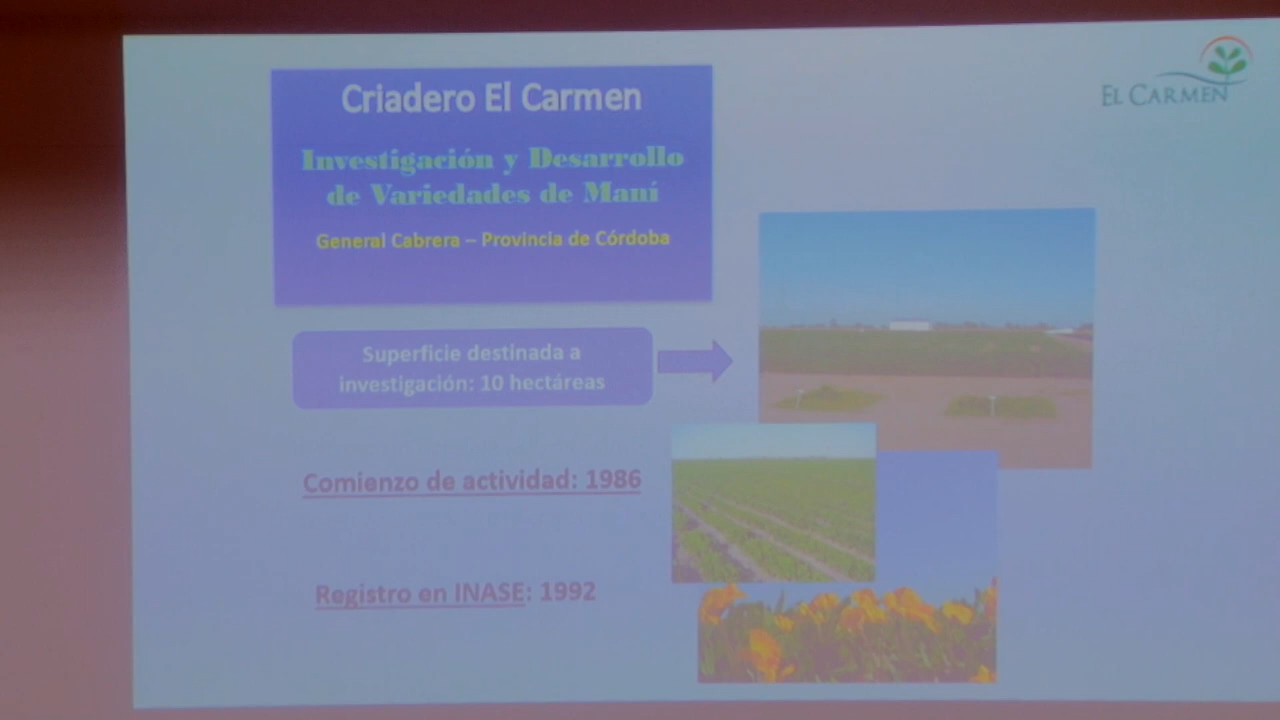 Criadero El Carmen
Investigación y Desarrollo
de Variedades de Maní
General Cabrera – Provincia de Córdoba
EL CARMEN
Superficie destinada a
investigación: 10 hectáreas
Comienzo de actividad: 1986
Registro en INASE: 1992